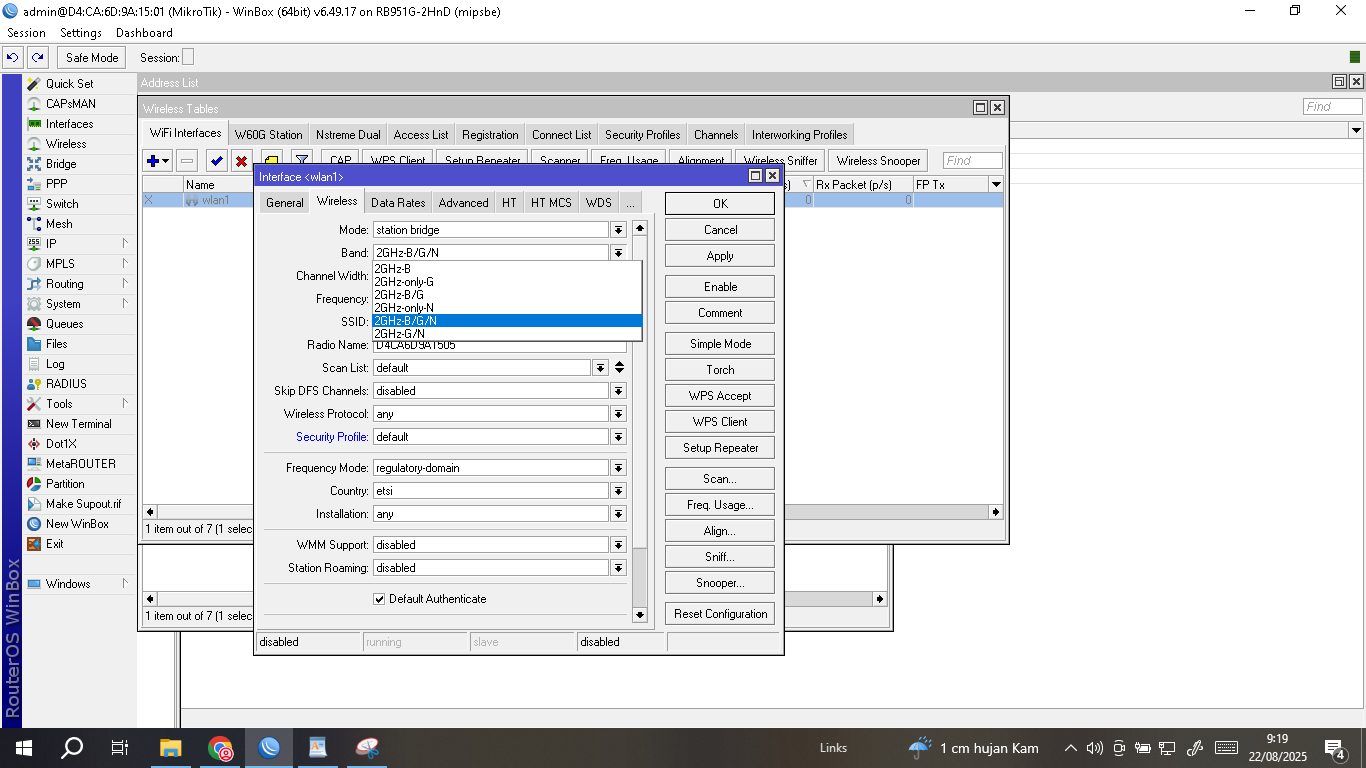 admin@D4:CA:6D:9A:15:01 (MikroTik) - WinBox (64bit) v6.49.17 on RB951G-2HnD (mipsbe)
Session Settings Dashboard
Safe Mode Session:
Quick Set
CAPsMAN
Interfaces
Wireless
Bridge
PPP
Switch
Mesh
IP
MPLS
Routing
System
Queues
Files
Log
RADIUS
Tools
New Terminal
Dot1X
MetaROUTER
Partition
Make Supout.rif
New WinBox
Exit
Windows
RouterOS WinBox
Address List
Find
Wireless Tables
WiFi Interfaces W60G Station Nstreme Dual Access List Registration Connect List Security Profiles Channels Interworking Profiles
CAP WPS Client Setup Repeater Scanner Freq. Usage Alignment Wireless Sniffer Wireless Snooper Find
Name Rx Packet (p/s) FP Tx
X wlan1 0 0
1 item out of 7 (1 selec
1 item out of 7 (1 selec
Interface <wlan1>
General Wireless Data Rates Advanced HT HT MCS WDS ...
Mode: station bridge
Band: 2GHz-B/G/N
2GHz-B
2GHz-only-G
2GHz-B/G
2GHz-only-N
2GHz-B/G/N
2GHz-G/N
Channel Width:
Frequency:
SSID:
Radio Name: D4CA6D9A1505
Scan List: default
Skip DFS Channels: disabled
Wireless Protocol: any
Security Profile: default
Frequency Mode: regulatory-domain
Country: etsi
Installation: any
WMM Support: disabled
Station Roaming: disabled
Default Authenticate
OK
Cancel
Apply
Enable
Comment
Simple Mode
Torch
WPS Accept
WPS Client
Setup Repeater
Scan...
Freq. Usage...
Align...
Sniff...
Snooper...
Reset Configuration
disabled running slave disabled
Links 1 cm hujan Kam 9:19
22/08/2025 4